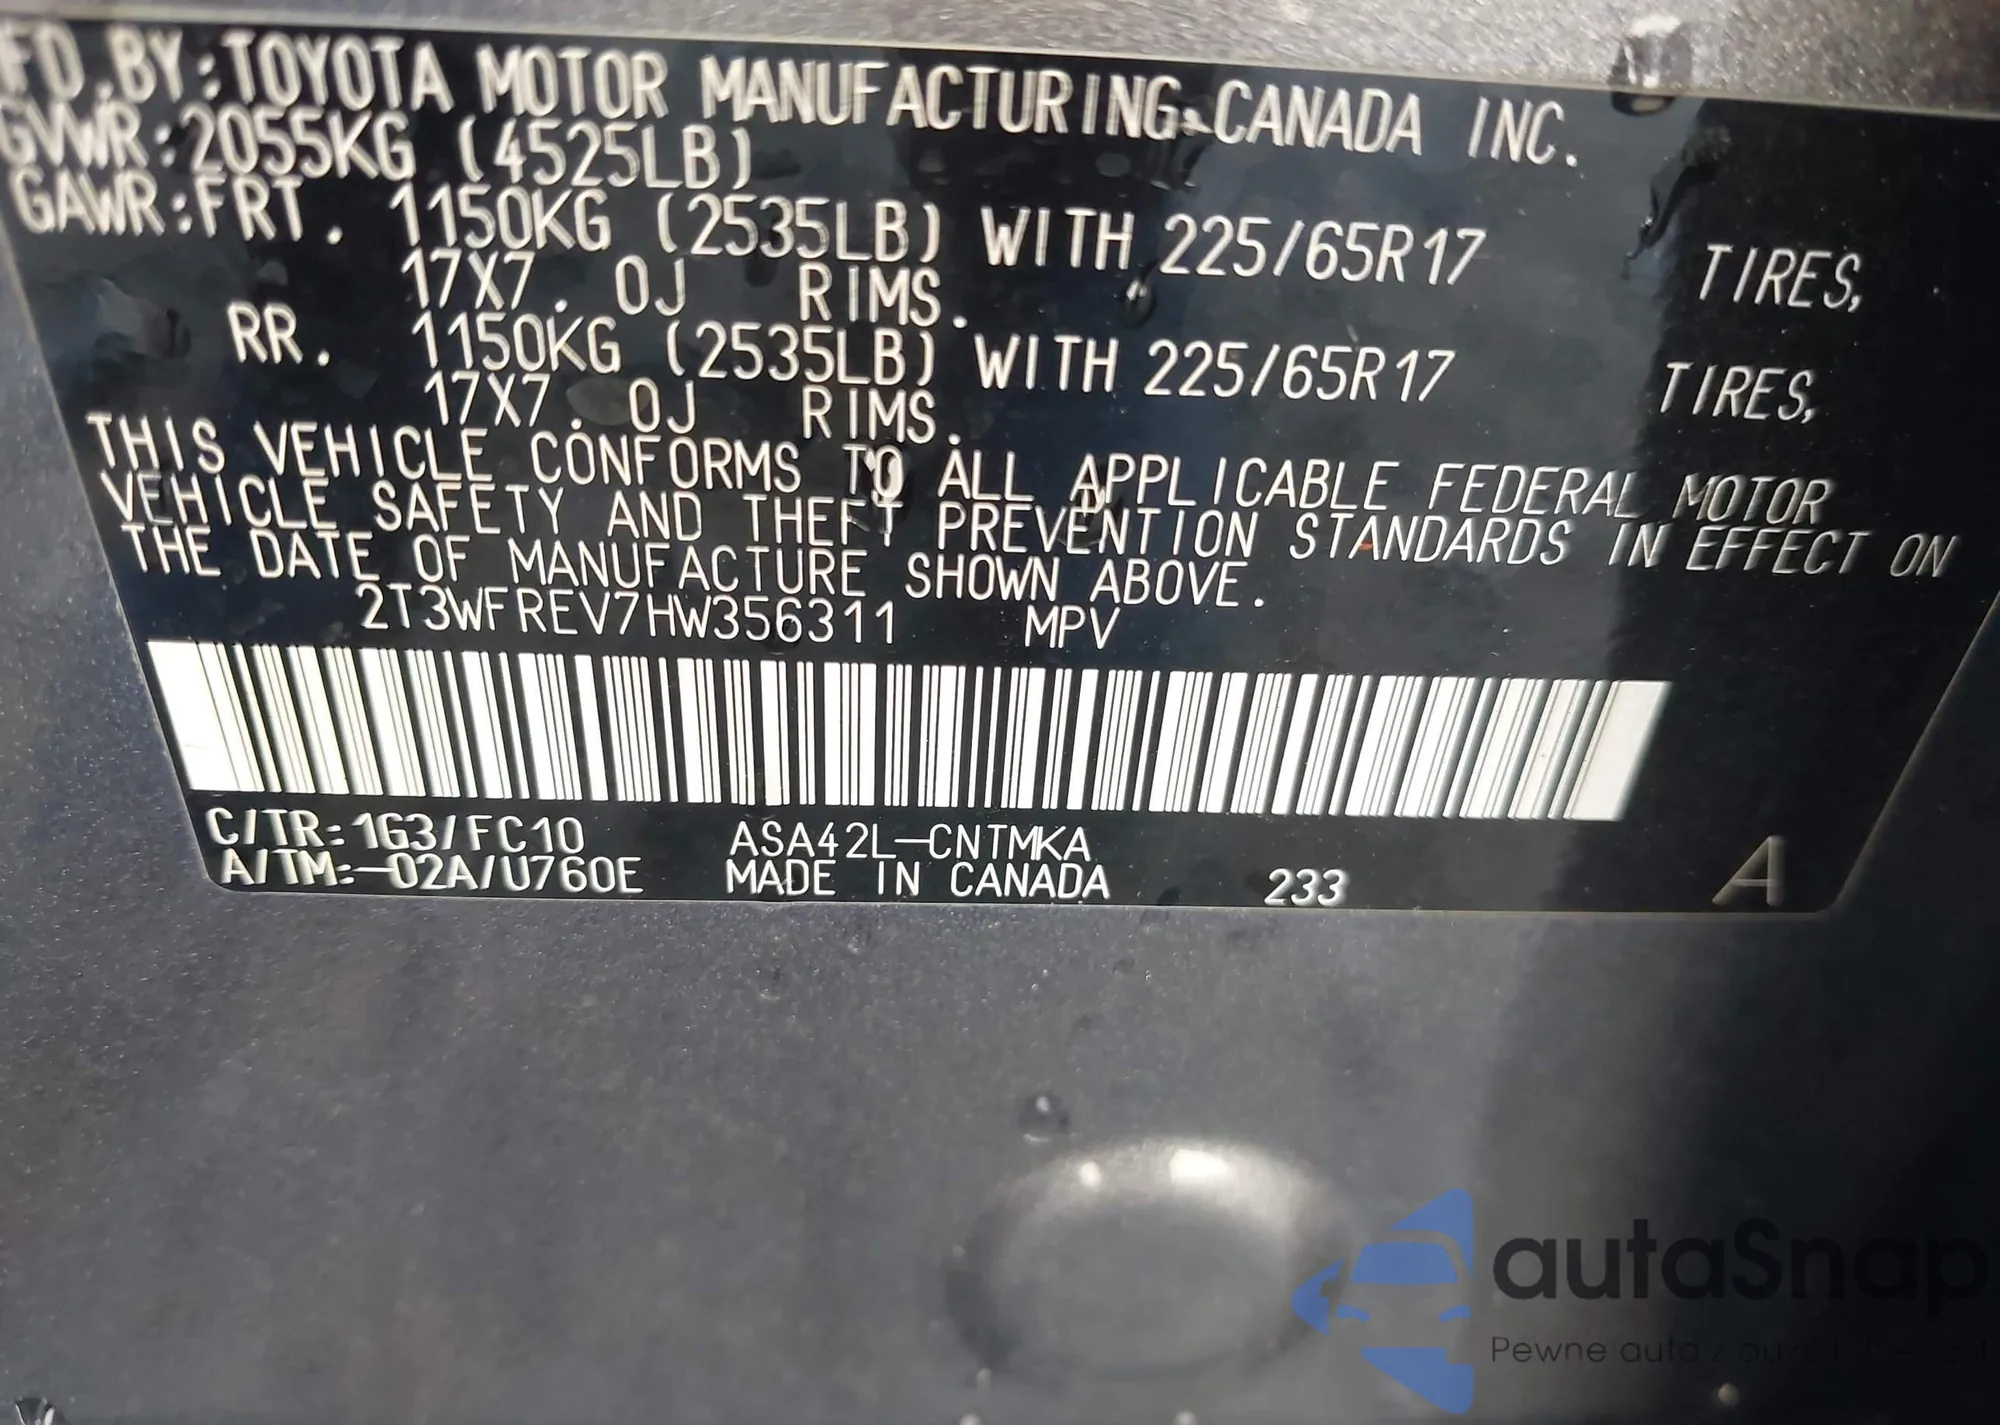 FD.BY:TOYOTA MOTOR MANUFACTURING CANADA INC.
GVWR:2055KG (4525LB)
GAWR:FRT. 1150KG (2535LB) WITH 225/65R17 TIRES,
17X7.0J RIMS.
RR. 1150KG (2535LB) WITH 225/65R17 TIRES,
17X7.0J RIMS.
THIS VEHICLE CONFORMS TO ALL APPLICABLE FEDERAL MOTOR
VEHICLE SAFETY AND THEFT PREVENTION STANDARDS IN EFFECT ON
THE DATE OF MANUFACTURE SHOWN ABOVE.
2T3WFREV7HW356311 MPV
C/TR:1G3/FC10 ASA42L-CNTMKA
A/TM:-02A/U760E MADE IN CANADA 233 A
autaSnap
Pewne auta z